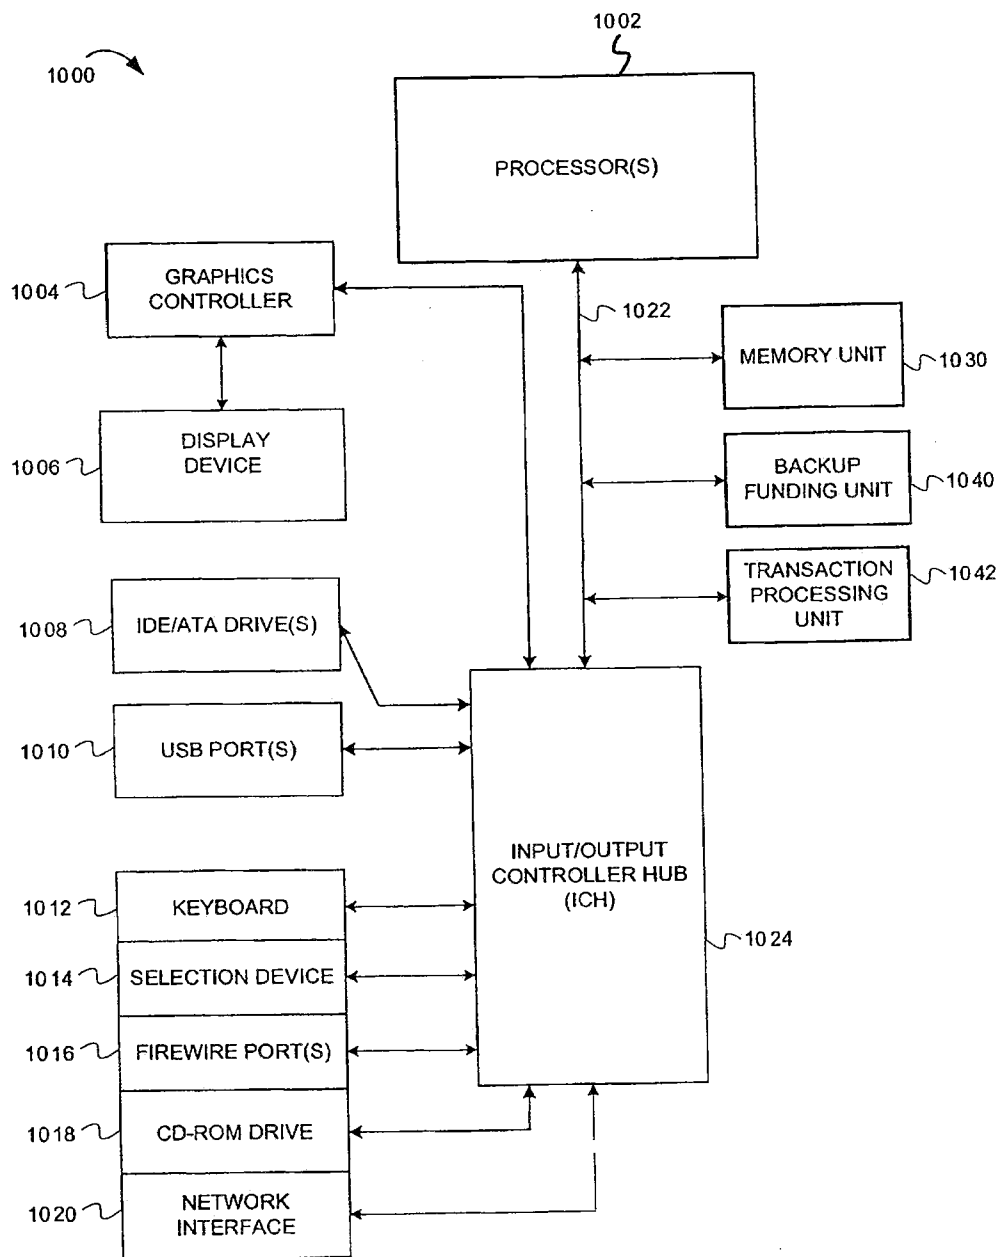 1002
1000
PROCESSOR(S)
GRAPHICS
CONTROLLER
1004
1022
MEMORY UNIT
1030
DISPLAY
DEVICE
1006
BACKUP
FUNDING UNIT
1040
TRANSACTION
PROCESSING
UNIT
1042
IDE/ATA DRIVE(S)
1008
USB PORT(S)
1010
INPUT/OUTPUT
CONTROLLER HUB
(ICH)
1024
KEYBOARD
1012
SELECTION DEVICE
1014
FIREWIRE PORT(S)
1016
CD-ROM DRIVE
1018
NETWORK
INTERFACE
1020